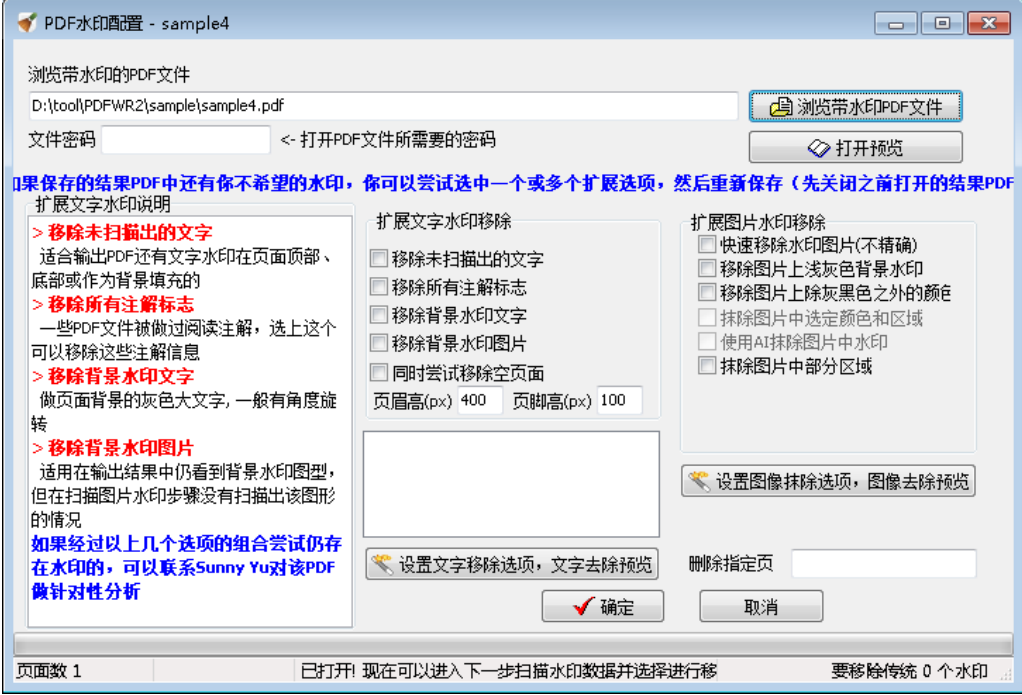 PDF水印配置 - sample4
浏览带水印的PDF文件
D:\tool\PDFWR2\sample\sample4.pdf
浏览带水印PDF文件
文件密码
<- 打开PDF文件所需要的密码
打开预览
如果保存的结果PDF中还有你不希望的水印，你可以尝试选中一个或多个扩展选项，然后重新保存（先关闭之前打开的结果PDF
扩展文字水印说明
> 移除未扫描出的文字
适合输出PDF还有文字水印在页面顶部、
底部或作为背景填充的
> 移除所有注解标志
一些PDF文件被做过阅读注解，选上这个
可以移除这些注解信息
> 移除背景水印文字
做页面背景的灰色大文字, 一般有角度旋
转
> 移除背景水印图片
适用在输出结果中仍看到背景水印图型，
但在扫描图片水印步骤没有扫描出该图形
的情况
如果经过以上几个选项的组合尝试仍存
在水印的，可以联系Sunny Yu对该PDF
做针对性分析
扩展文字水印移除
移除未扫描出的文字
移除所有注解标志
移除背景水印文字
移除背景水印图片
同时尝试移除空页面
页眉高(px) 400 页脚高(px) 100
设置文字移除选项，文字去除预览
扩展图片水印移除
快速移除水印图片(不精确)
移除图片上浅灰色背景水印
移除图片上除灰黑色之外的颜色
抹除图片中选定颜色和区域
使用AI抹除图片中水印
抹除图片中部分区域
设置图像抹除选项，图像去除预览
删除指定页
确定
取消
页面数 1
已打开! 现在可以进入下一步扫描水印数据并选择进行移
要移除传统 0 个水印